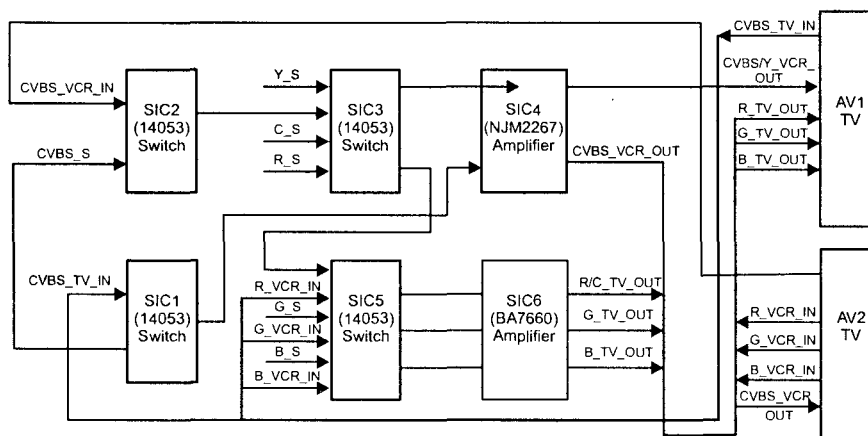 CVBS_TV_IN
CVBS/Y_VCR_
OUT
AV1
TV
R_TV_OUT
G_TV_OUT
B_TV_OUT
CVBS_VCR_IN
SIC2
(14053)
Switch
CVBS_S
Y_S
C_S
R_S
SIC3
(14053)
Switch
SIC4
(NJM2267)
Amplifier
CVBS_VCR_OUT
CVBS_TV_IN
SIC1
(14053)
Switch
R_VCR_IN
G_S
G_VCR_IN
B_S
B_VCR_IN
SIC5
(14053)
Switch
SIC6
(BA7660)
Amplifier
R/C_TV_OUT
G_TV_OUT
B_TV_OUT
R_VCR_IN
G_VCR_IN
B_VCR_IN
CVBS_VCR
OUT
AV2
TV